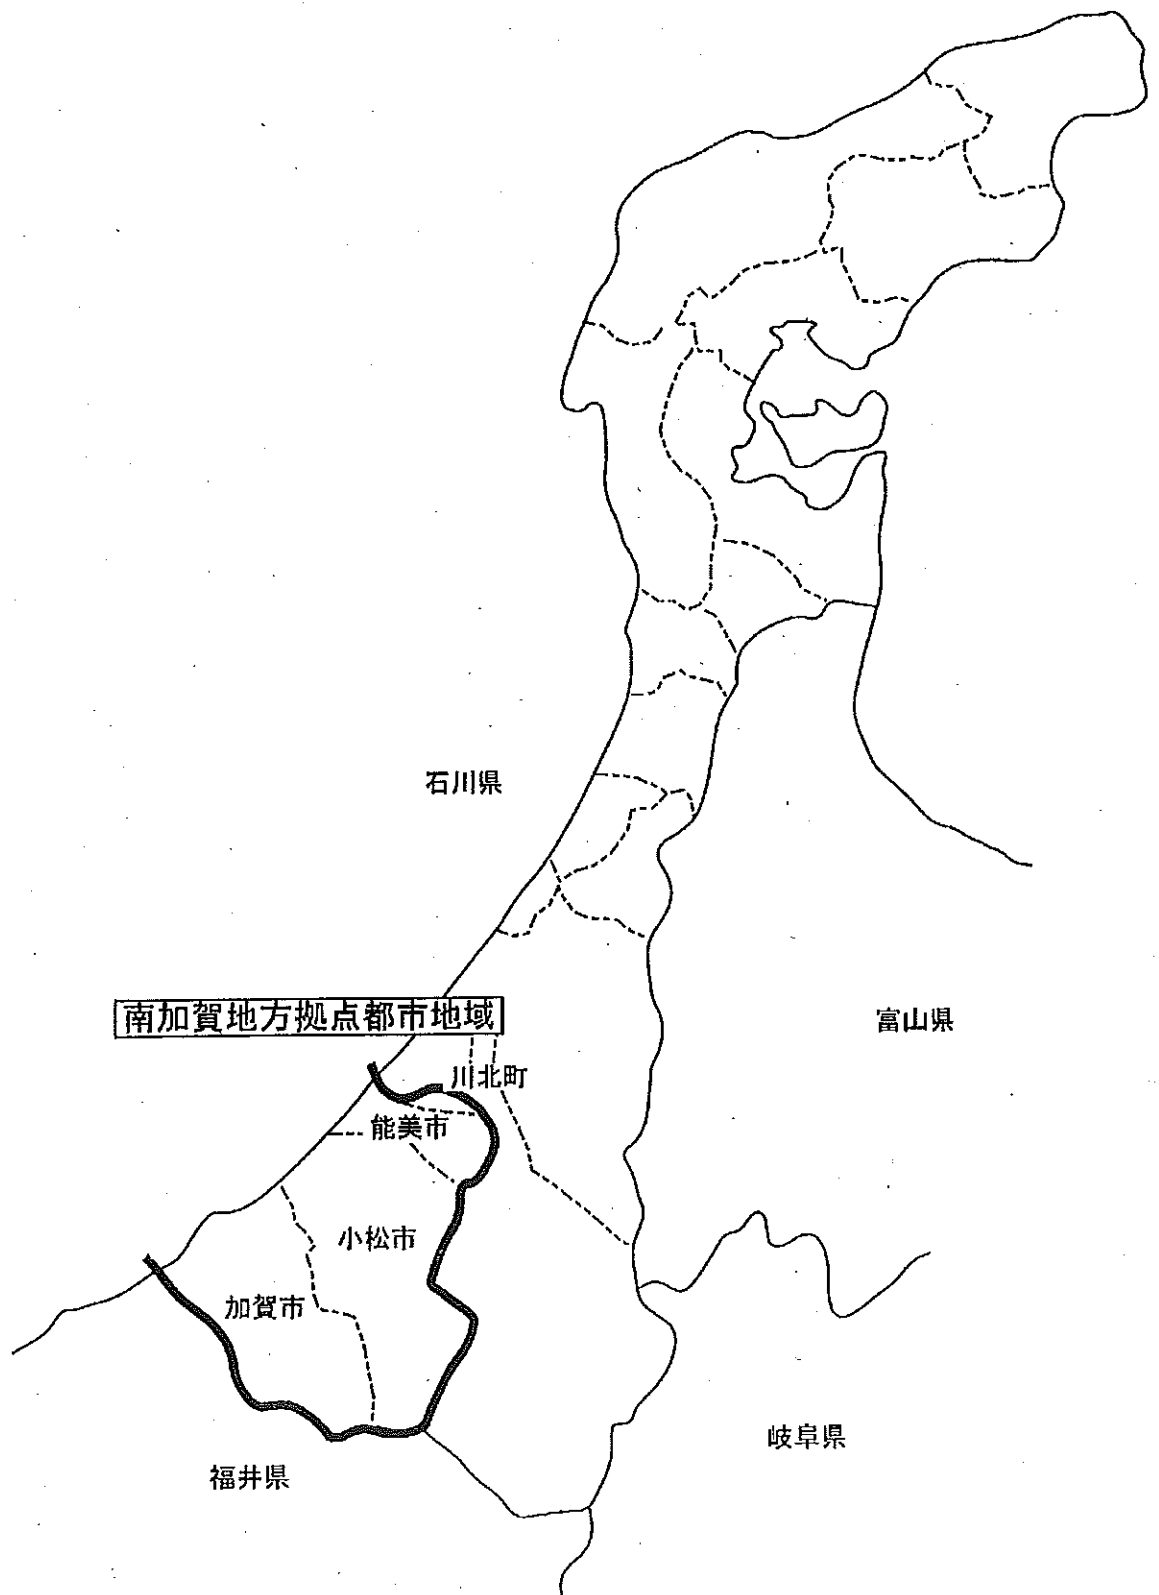 石川県
南加賀地方拠点都市地域
富山県
川北町
能美市
小松市
加賀市
岐阜県
福井県